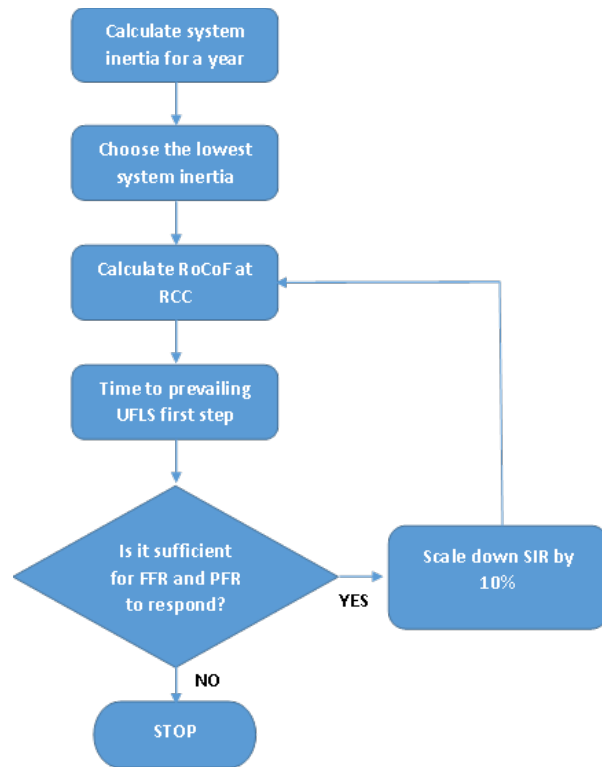 Calculate system
inertia for a year
Choose the lowest
system inertia
Calculate RoCoF at
RCC
Time to prevailing
UFLS first step
Is it sufficient
for FFR and PFR
to respond?
YES
Scale down SIR by
10%
NO
STOP